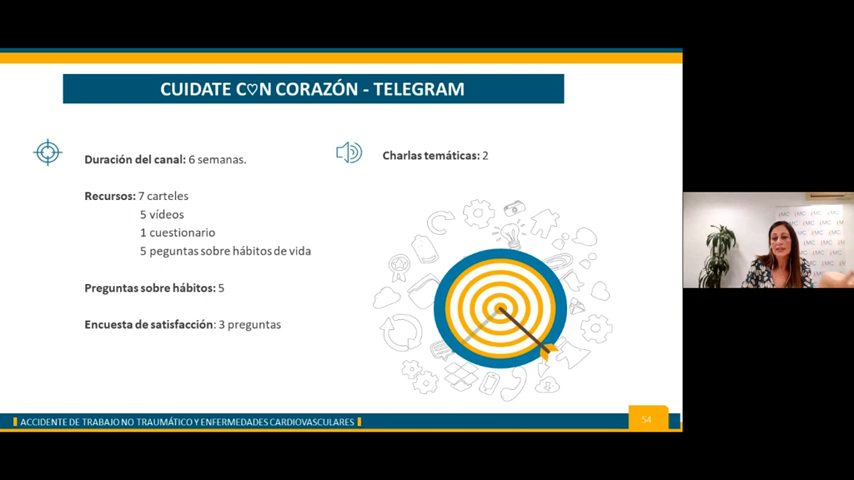 CUIDATE C♡N CORAZÓN - TELEGRAM
Duración del canal: 6 semanas.
Recursos: 7 carteles
5 vídeos
1 cuestionario
5 peguntas sobre hábitos de vida
Preguntas sobre hábitos: 5
Encuesta de satisfacción: 3 preguntas
Charlas temáticas: 2
ACCIDENTE DE TRABAJO NO TRAUMÁTICO Y ENFERMEDADES CARDIOVASCULARES
54